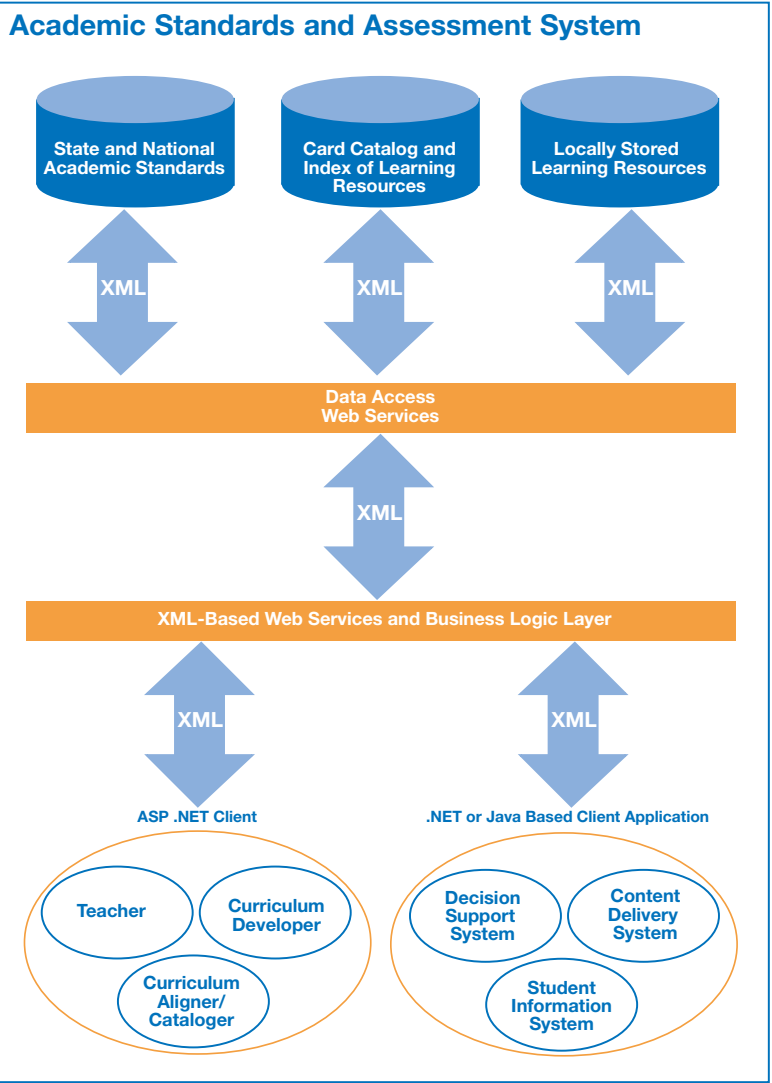 Academic Standards and Assessment System
State and National
Academic Standards
Card Catalog and
Index of Learning
Resources
Locally Stored
Learning Resources
XML
XML
XML
Data Access
Web Services
XML
XML-Based Web Services and Business Logic Layer
XML
XML
ASP .NET Client
.NET or Java Based Client Application
Teacher
Curriculum
Developer
Curriculum
Aligner/
Cataloger
Decision
Support
System
Content
Delivery
System
Student
Information
System